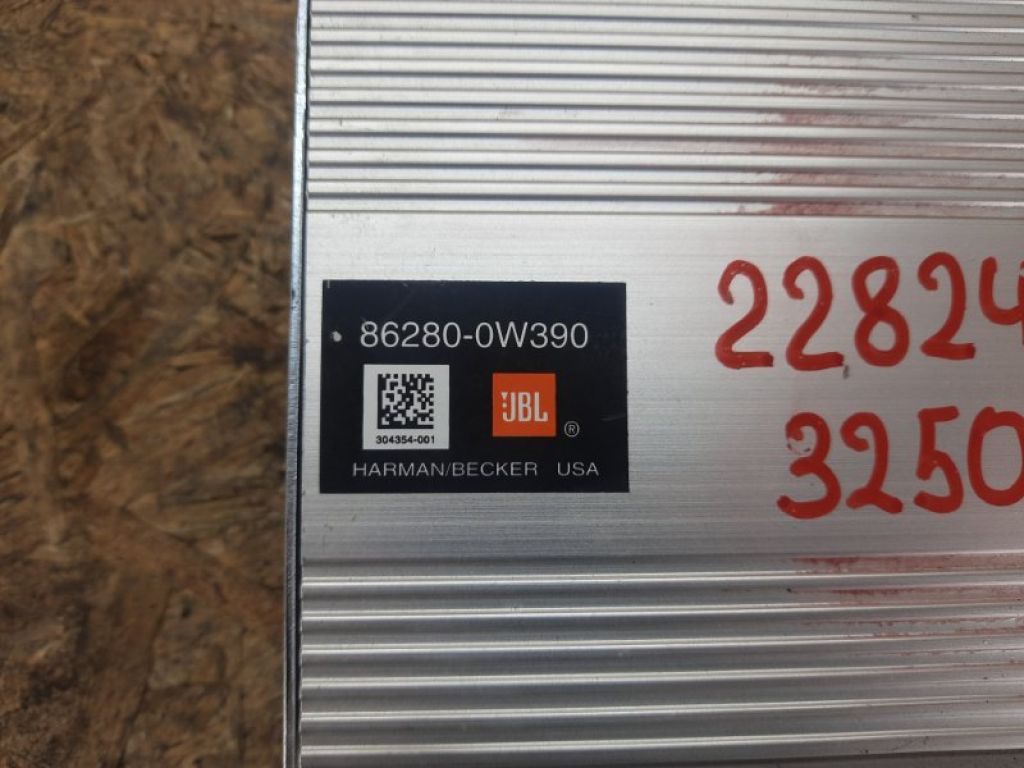 86280-0W390
304354-001
JBL ®
HARMAN/BECKER USA
22824
3250